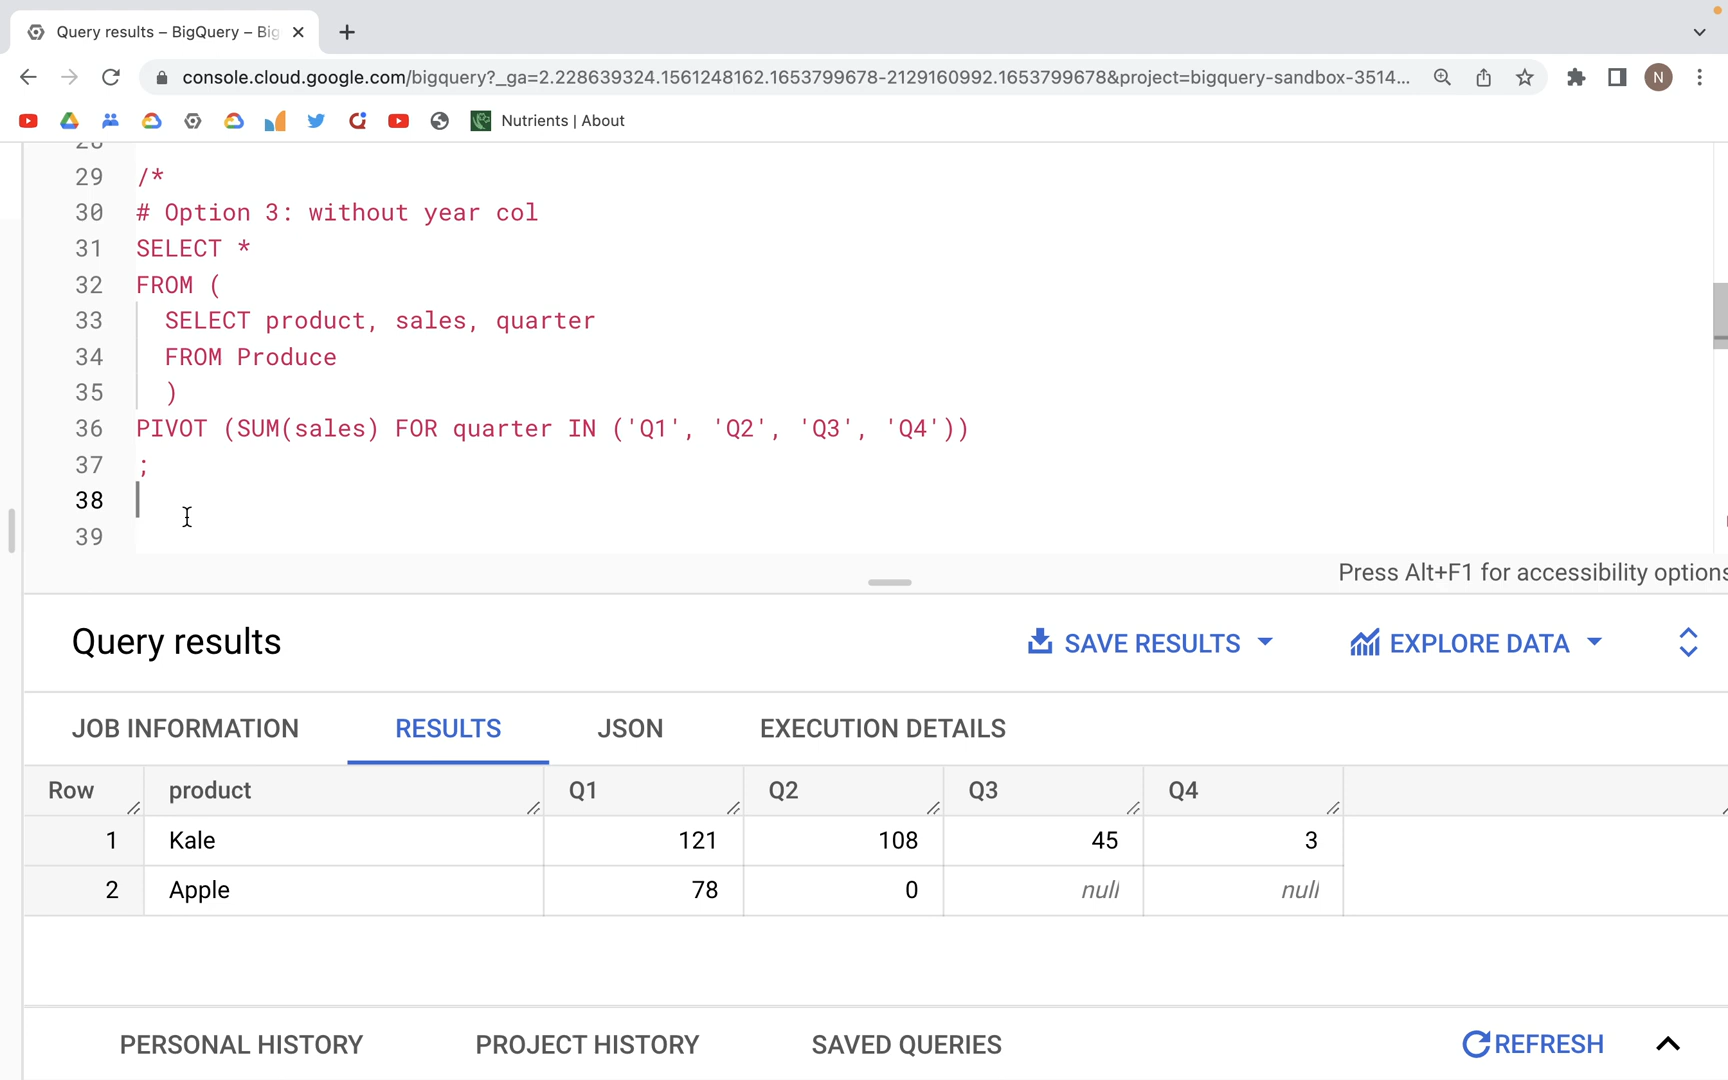 Query results – BigQuery – Big
console.cloud.google.com/bigquery?_ga=2.228639324.1561248162.1653799678-2129160992.1653799678&project=bigquery-sandbox-3514...
N
Nutrients | About
28
29 /*
30 # Option 3: without year col
31 SELECT *
32 FROM (
33 SELECT product, sales, quarter
34 FROM Produce
35 )
36 PIVOT (SUM(sales) FOR quarter IN ('Q1', 'Q2', 'Q3', 'Q4'))
37 ;
38
39
Press Alt+F1 for accessibility options
Query results
SAVE RESULTS
EXPLORE DATA
JOB INFORMATION RESULTS JSON EXECUTION DETAILS
Row product Q1 Q2 Q3 Q4
1 Kale 121 108 45 3
2 Apple 78 0 null null
PERSONAL HISTORY PROJECT HISTORY SAVED QUERIES
REFRESH